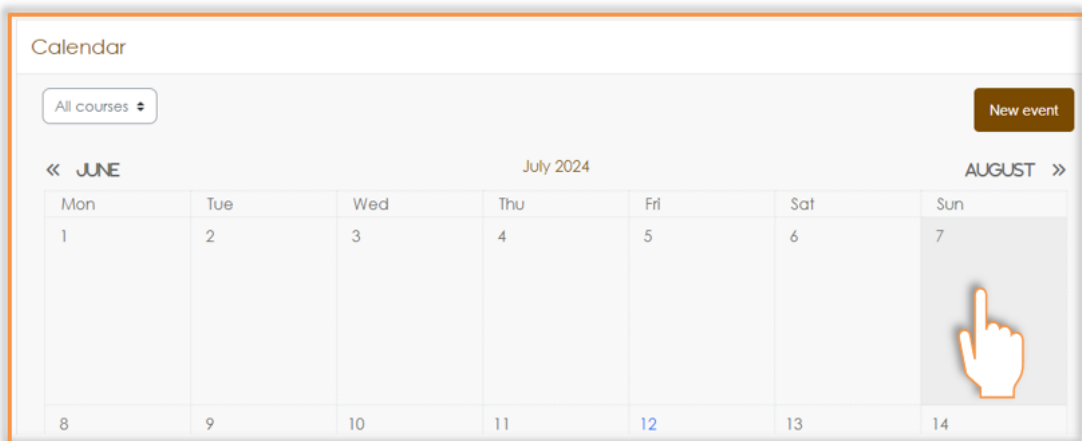 Calendar
All courses
New event
« JUNE July 2024 AUGUST »
Mon Tue Wed Thu Fri Sat Sun
1 2 3 4 5 6 7
8 9 10 11 12 13 14